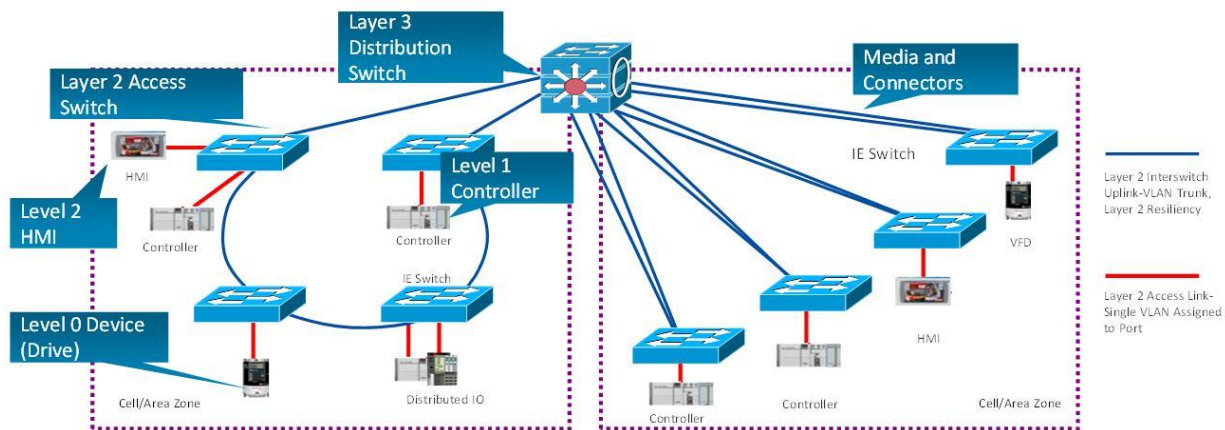 Layer 3
Distribution
Switch
Layer 2 Access
Switch
Media and
Connectors
HMI
Level 2
HMI
Controller
Level 1
Controller
Controller
IE Switch
IE Switch
VFD
Layer 2 Interswitch
Uplink-VLAN Trunk,
Layer 2 Resiliency
Level 0 Device
(Drive)
Distributed IO
Cell/Area Zone
HMI
Controller
Controller
Cell/Area Zone
Layer 2 Access Link-
Single VLAN Assigned
to Port